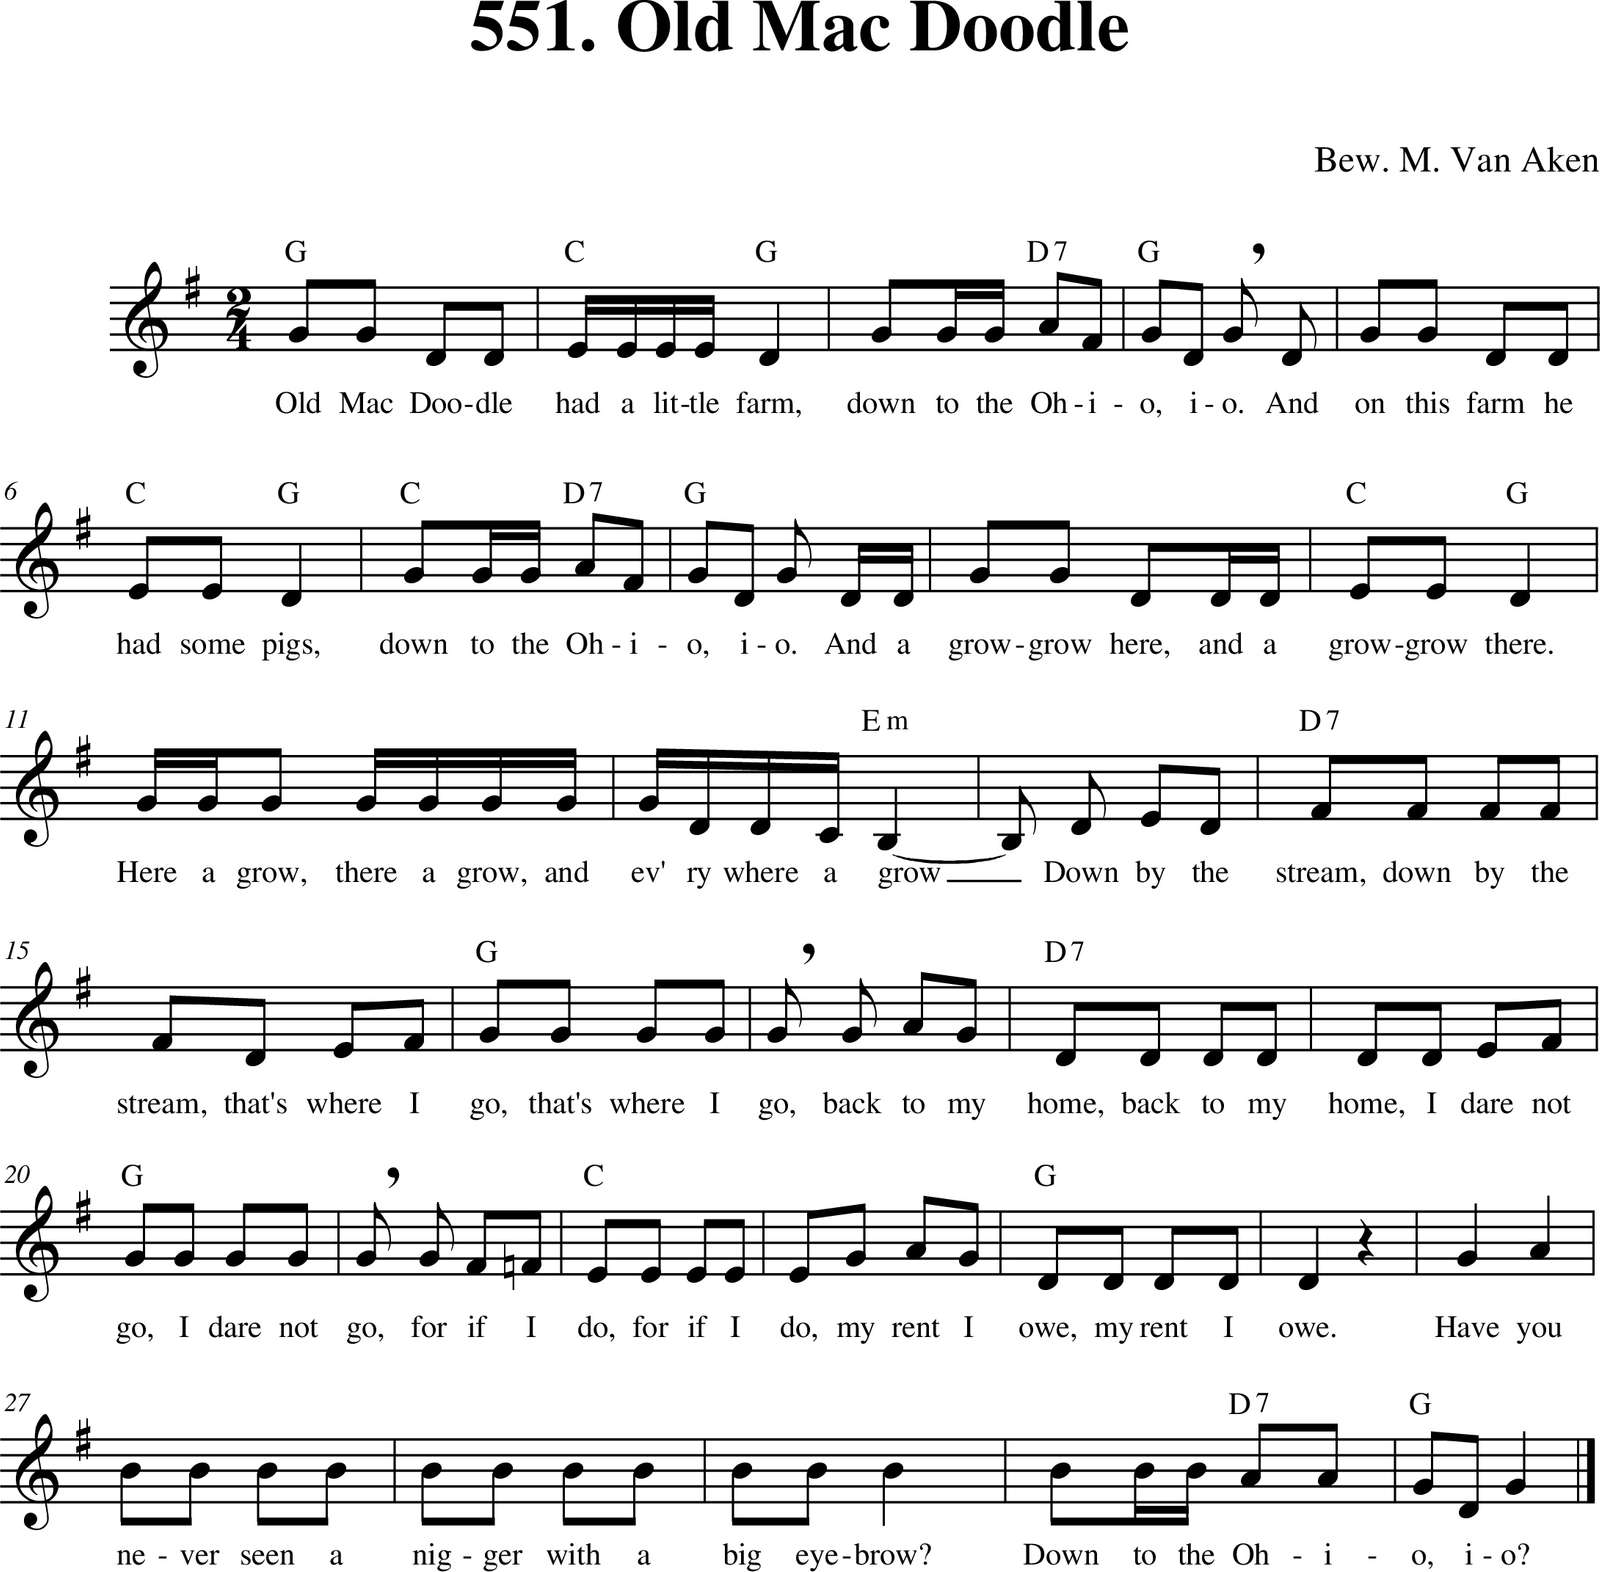 551. Old Mac Doodle
Bew. M. Van Aken
G C G D7 G
2 4
Old Mac Doo-dle had a lit-tle farm, down to the Oh-i - o, i-o. And on this farm he
6
C G C D7 G C G
had some pigs, down to the Oh-i - o, i-o. And a grow-grow here, and a grow-grow there.
11
Em D7
Here a grow, there a grow, and ev' ry where a grow Down by the stream, down by the
15
G D7
stream, that's where I go, that's where I go, back to my home, back to my home, I dare not
20
G C G
go, I dare not go, for if I do, for if I do, my rent I owe, my rent I owe. Have you
27
D7 G
ne - ver seen a nig - ger with a big eye-brow? Down to the Oh - i - o, i-o?